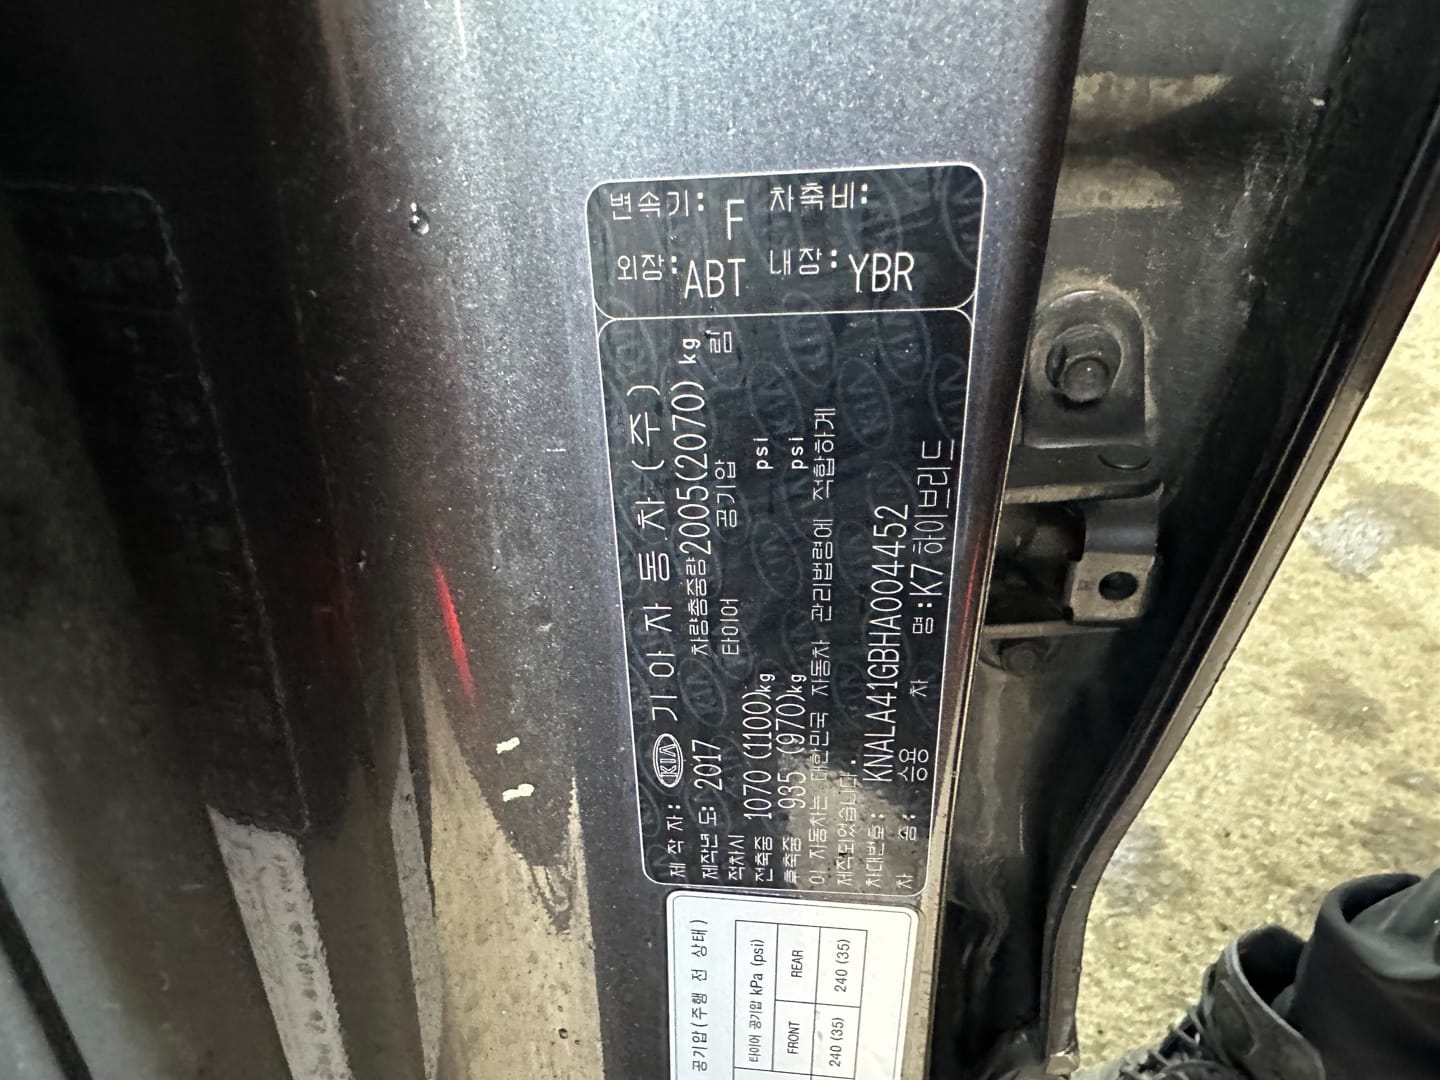 변속기: F 차축비:
외장: ABT 내장: YBR
제 작 자: KIA 기아자동차(주)
제작년도: 2017 차량총중량 2005(2070) kg
적차시 타이어 공기압 림
전축중 1070 (1100)kg psi
후축중 935 (970)kg psi
이 자동차는 대한민국 자동차 관리법령에 적합하게
제작되었습니다.
차대번호: KNALA41GBHA004452
차 종: 승용 차 명: K7하이브리드
공기압(주행 전 상태)
타이어 공기압 kPa (psi)
FRONT REAR
240 (35) 240 (35)